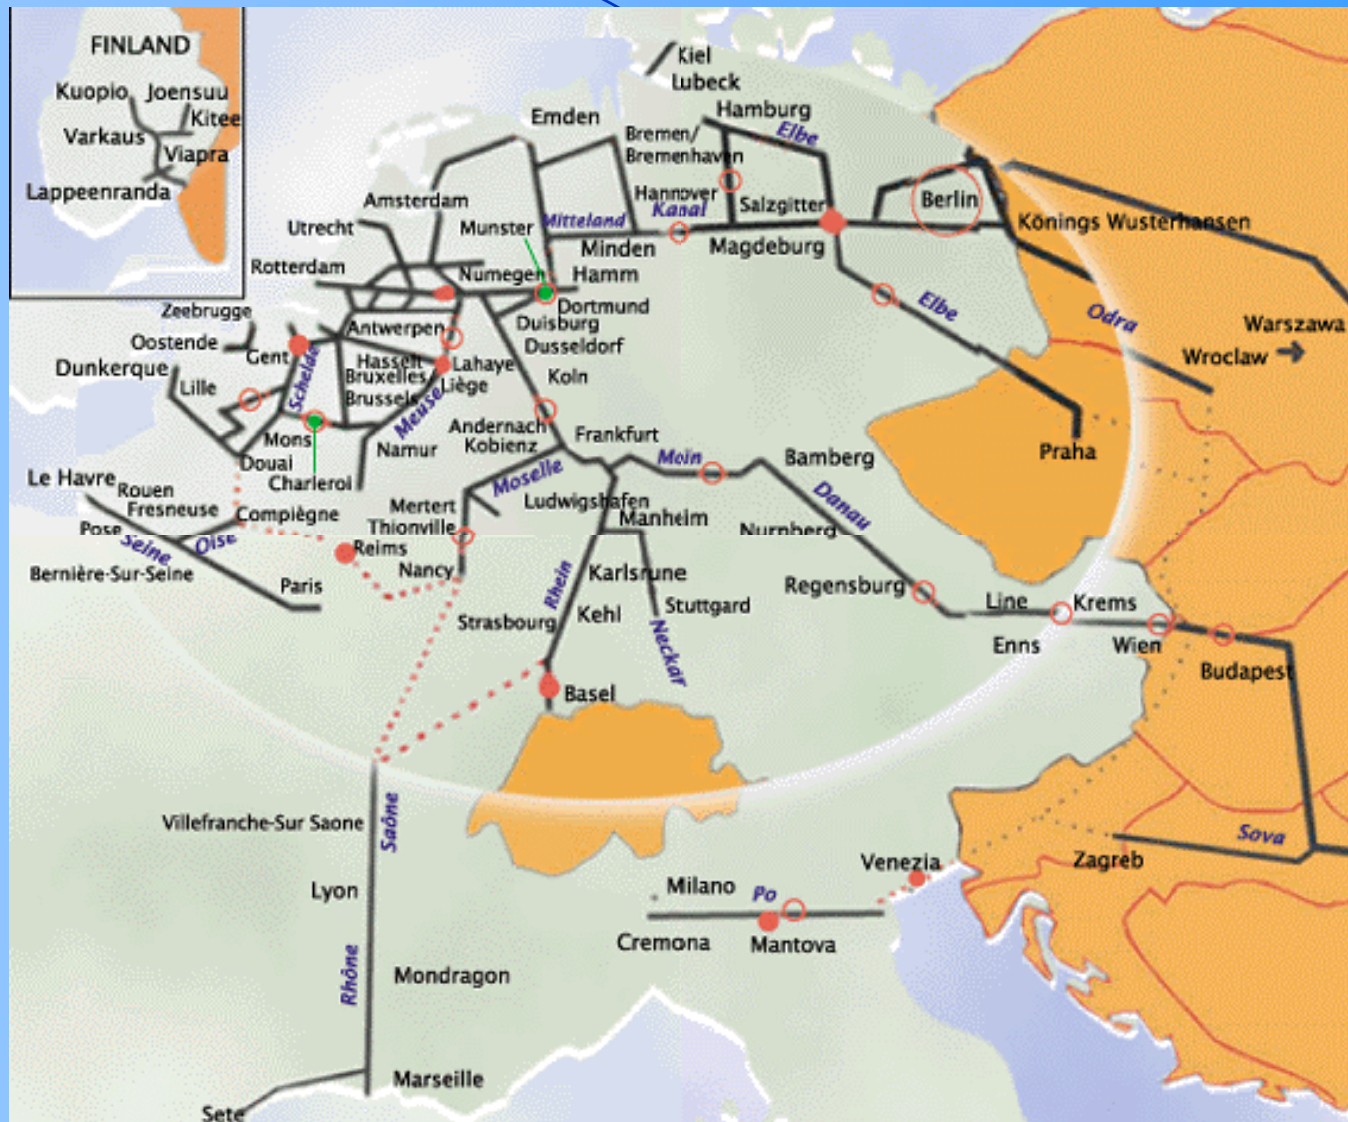 FINLAND
Kuopio
Joensuu
Kitee
Varkaus
Viapra
Lappeenranda
Kiel
Lubeck
Hamburg
Elbe
Emden
Bremen/
Bremenhaven
Hannover
Kanal
Salzgitter
Berlin
Amsterdam
Utrecht
Munster
Mitteland
Minden
Magdeburg
Könings Wusterhansen
Rotterdam
Numegen
Hamm
Dortmund
Elbe
Odra
Zeebrugge
Oostende
Antwerpen
Duisburg
Dusseldorf
Warszawa
Wroclaw
Gent
Schelde
Hasselt
Lahaye
Dunkerque
Lille
Bruxelles
Brussels
Liège
Koln
Meuse
Mons
Namur
Andernach
Kobienz
Frankfurt
Praha
Douai
Charleroi
Moselle
Moin
Bamberg
Le Havre
Rouen
Fresneuse
Compiègne
Mertert
Thionville
Ludwigshafen
Manheim
Danau
Nurnberg
Pose
Seine
Oise
Reims
Nancy
Bernière-Sur-Seine
Paris
Rhein
Karlsrune
Kehl
Stuttgard
Strasbourg
Neckar
Regensburg
Line
Krems
Enns
Wien
Budapest
Basel
Villefranche-Sur Saone
Saône
Lyon
Rhône
Milano
Po
Venezia
Cremona
Mantova
Zagreb
Sova
Mondragon
Marseille
Sete